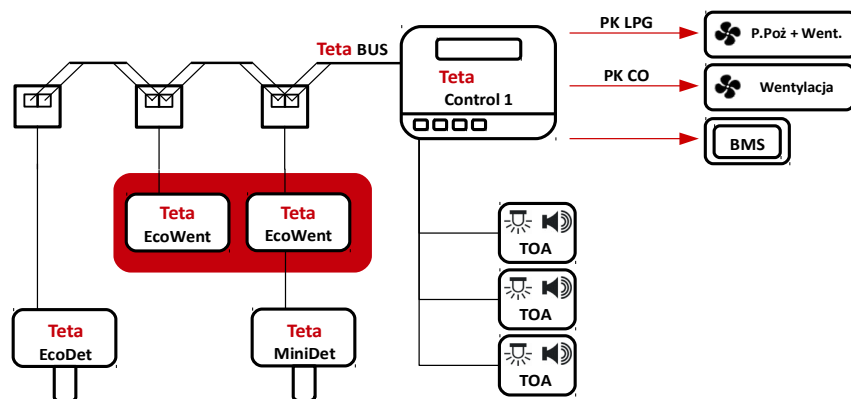 Teta BUS
Teta
Control 1
PK LPG
P.Poż + Went.
PK CO
Wentylacja
BMS
Teta
EcoWent
Teta
EcoWent
TOA
TOA
TOA
Teta
EcoDet
Teta
MiniDet